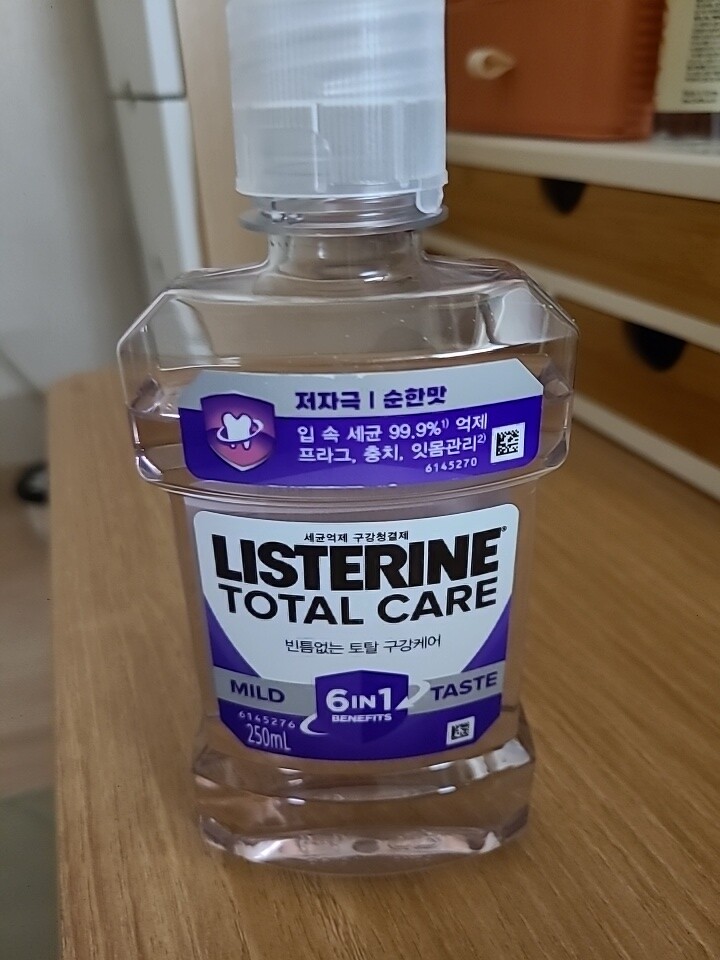 저자극 | 순한맛
입 속 세균 99.9%¹⁾ 억제
프라그, 충치, 잇몸관리²⁾
6145270
세균억제 구강청결제
LISTERINE®
TOTAL CARE
빈틈없는 토탈 구강케어
MILD 6IN1 TASTE
BENEFITS
6145276
250mL